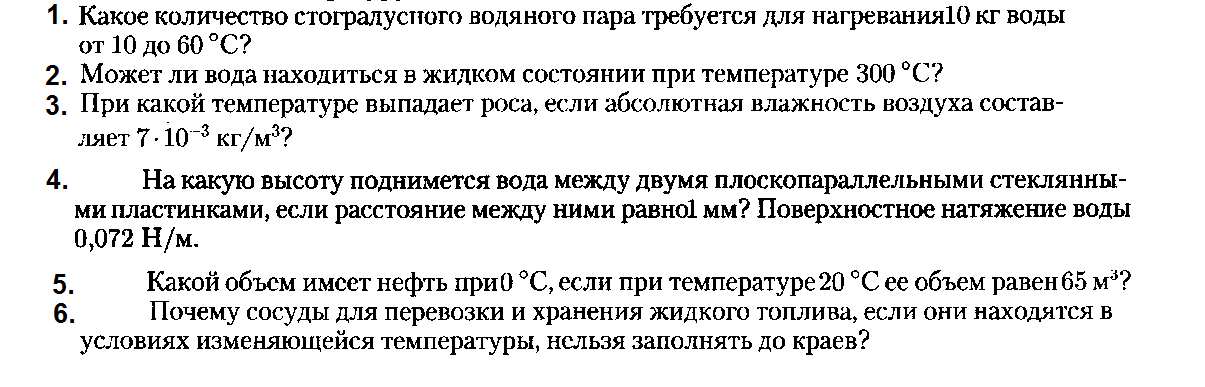 1. Какое количество стоградусного водяного пара требуется для нагревания10 кг воды
от 10 до 60 °С?
2. Может ли вода находиться в жидком состоянии при температуре 300 °С?
3. При какой температуре выпадает роса, если абсолютная влажность воздуха состав-
ляет 7·10⁻³ кг/м³?
4. На какую высоту поднимется вода между двумя плоскопараллельными стеклянны-
ми пластинками, если расстояние между ними равно1 мм? Поверхностное натяжение воды
0,072 Н/м.
5. Какой объем имеет нефть при0 °С, если при температуре20 °С ее объем равен65 м³?
6. Почему сосуды для перевозки и хранения жидкого топлива, если они находятся в
условиях изменяющейся температуры, нельзя заполнять до краев?